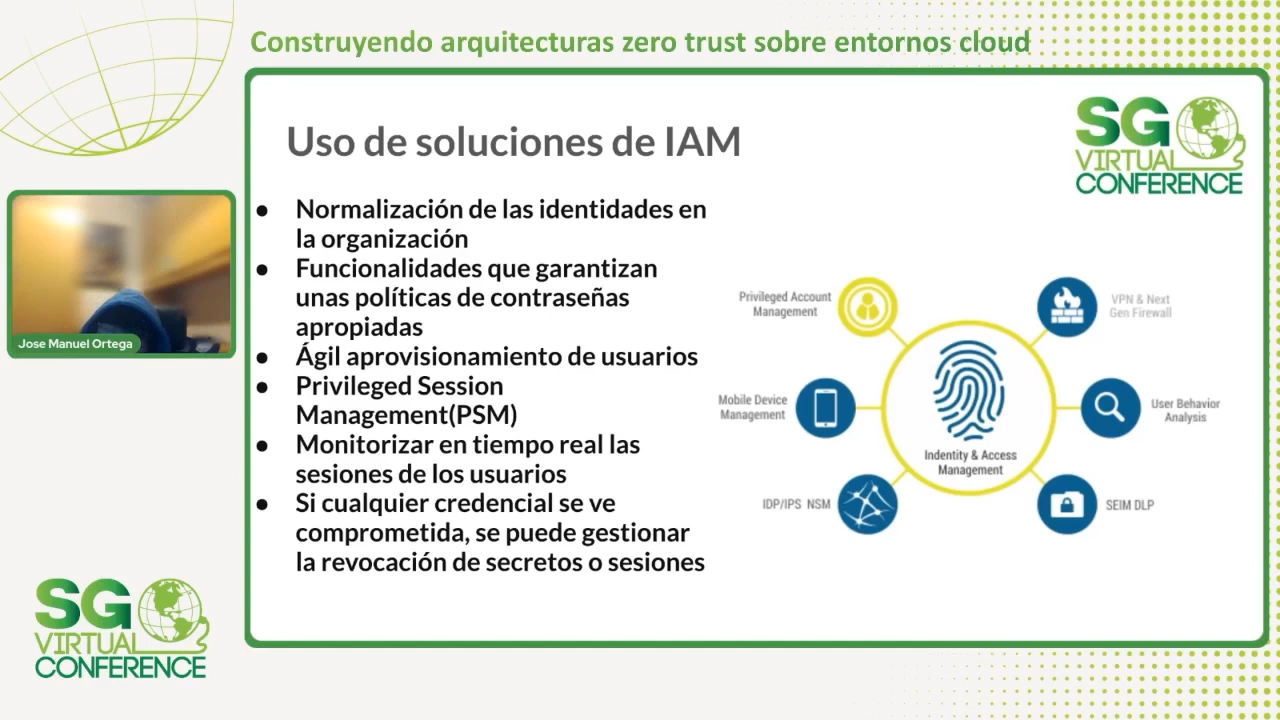 Construyendo arquitecturas zero trust sobre entornos cloud
SG
VIRTUAL
CONFERENCE
Uso de soluciones de IAM
● Normalización de las identidades en
la organización
● Funcionalidades que garantizan
unas políticas de contraseñas
apropiadas
● Ágil aprovisionamiento de usuarios
● Privileged Session
Management(PSM)
● Monitorizar en tiempo real las
sesiones de los usuarios
● Si cualquier credencial se ve
comprometida, se puede gestionar
la revocación de secretos o sesiones
Privileged Account
Management
VPN & Next
Gen Firewall
Mobile Device
Management
User Behavior
Analysis
Indentity & Access
Management
IDP/IPS NSM
SEIM DLP
Jose Manuel Ortega
SG
VIRTUAL
CONFERENCE